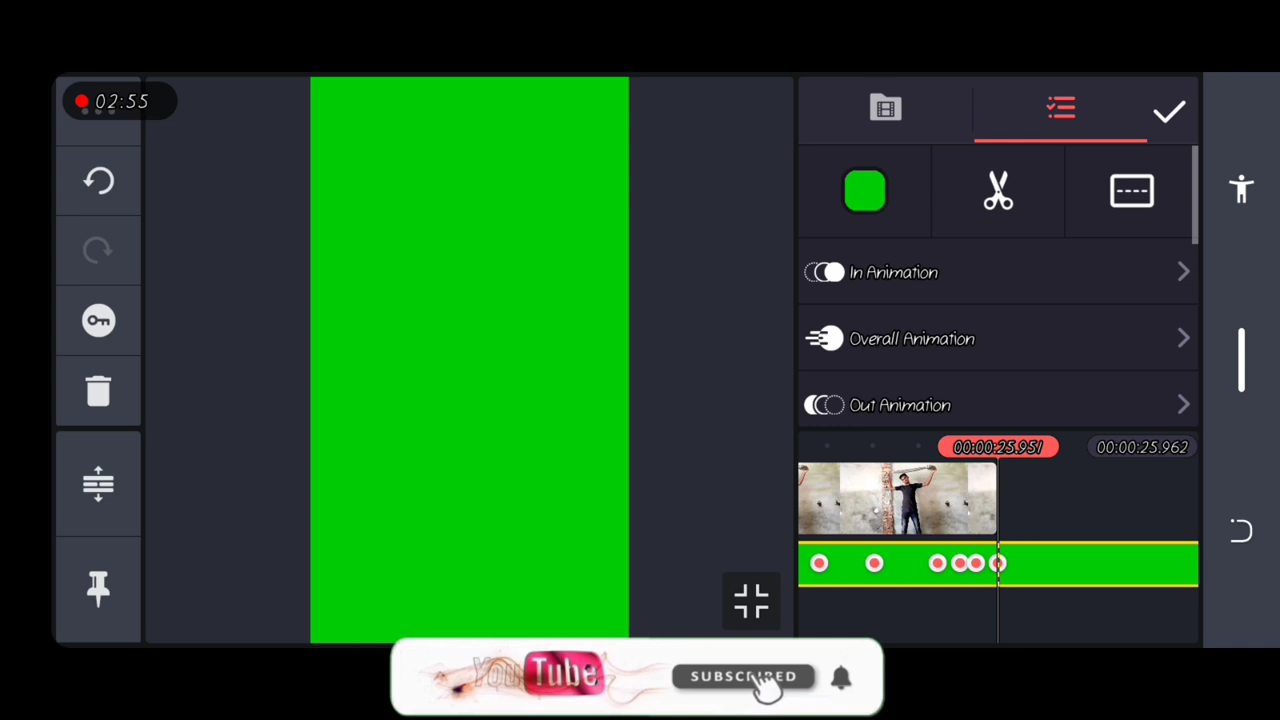 02:55
In Animation
Overall Animation
Out Animation
00:00:25.951
00:00:25.962
YouTube
SUBSCRIBED